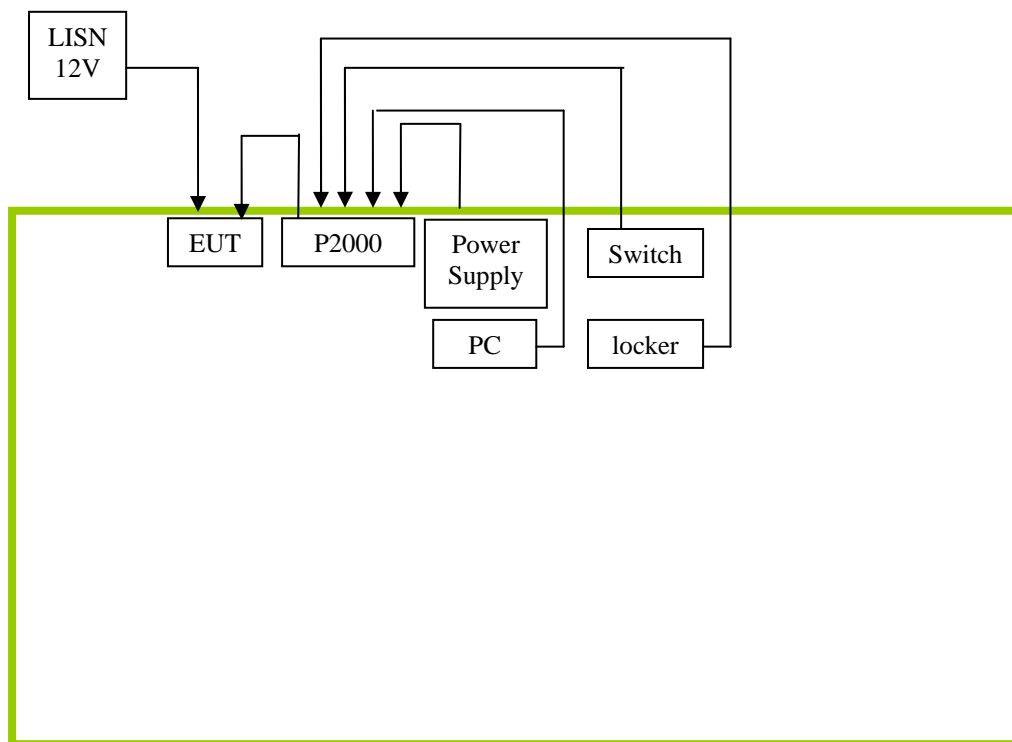 LISN
12V
EUT
P2000
Power
Supply
Switch
PC
locker